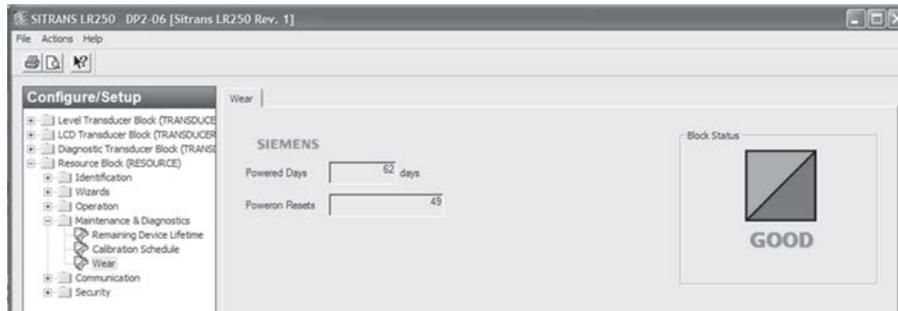 SITRANS LR250 DP2-06 [Sitrans LR250 Rev. 1]
File Actions Help
Configure/Setup
Level Transducer Block (TRANSDUCE
LCD Transducer Block (TRANSDUCER
Diagnostic Transducer Block (TRANSD
Resource Block (RESOURCE)
Identification
Wizards
Operation
Maintenance & Diagnostics
Remaining Device Lifetime
Calibration Schedule
Wear
Communication
Security
Wear
SIEMENS
Powered Days 62 days
Poweron Resets 49
Block Status
GOOD